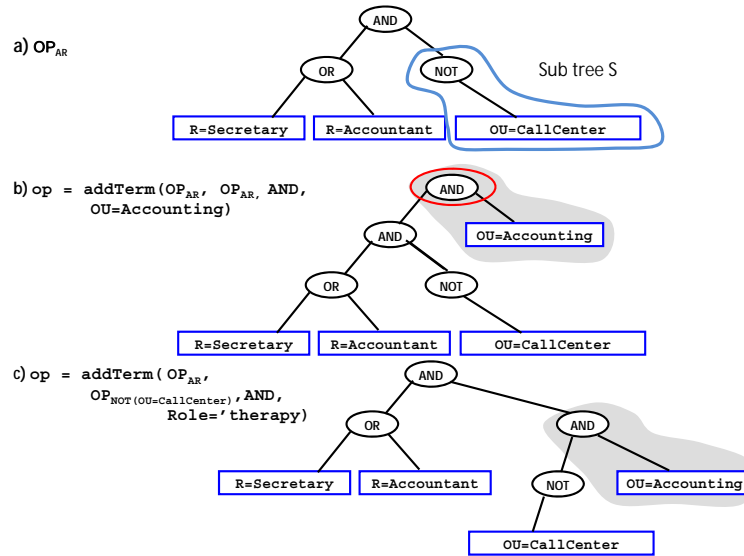 AND
a) OP_AR
OR
NOT
Sub tree S
R=Secretary
R=Accountant
OU=CallCenter
b) op = addTerm(OP_AR, OP_AR, AND,
OU=Accounting)
AND
OU=Accounting
AND
OR
NOT
R=Secretary
R=Accountant
OU=CallCenter
c) op = addTerm( OP_AR,
OP_NOT(OU=CallCenter),AND,
Role='therapy)
AND
OR
AND
R=Secretary
R=Accountant
NOT
OU=Accounting
OU=CallCenter